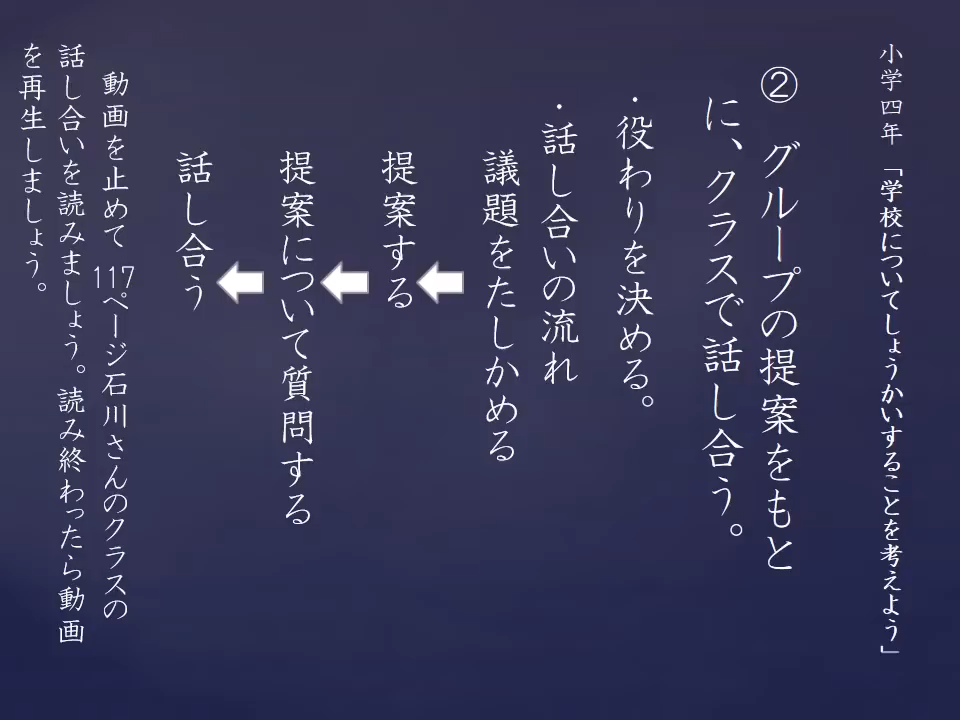 小学四年 「学校についてしょうかいすることを考えよう」
② グループの提案をもと
に、クラスで話し合う。
・役わりを決める。
・話し合いの流れ
議題をたしかめる
提案する
提案について質問する
話し合う
動画を止めて 117ページ石川さんのクラスの
話し合いを読みましょう。読み終わったら動画
を再生しましょう。